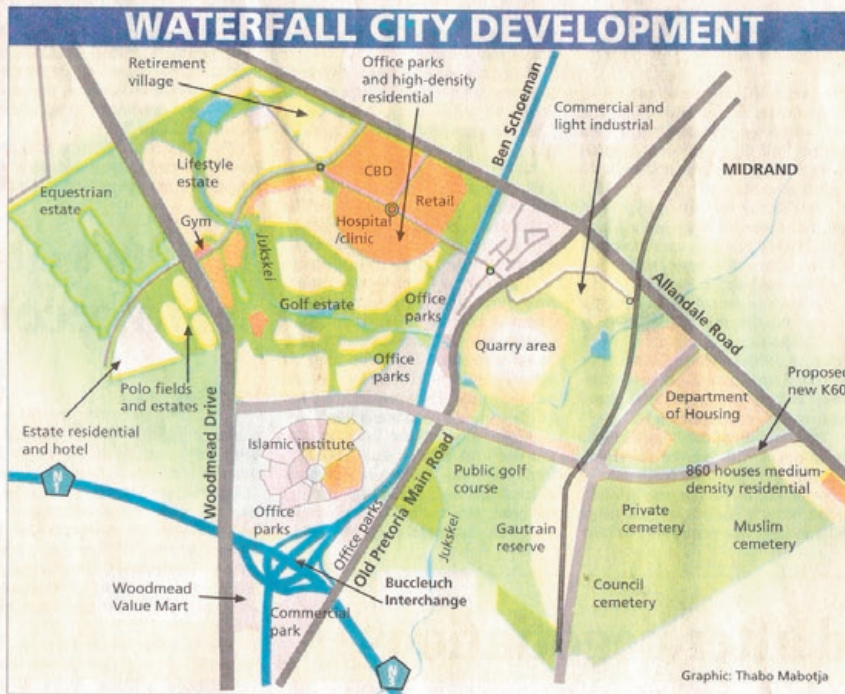 WATERFALL CITY DEVELOPMENT
Retirement
village
Office parks
and high-density
residential
Ben Schoeman
Commercial and
light industrial
MIDRAND
Equestrian
estate
Lifestyle
estate
CBD
Retail
Gym
Hospital
/clinic
Jukskei
Golf estate
Office
parks
Office
parks
Quarry area
Allandale Road
Polo fields
and estates
Estate residential
and hotel
Woodmead Drive
Islamic institute
Office
parks
Office parks
Old Pretoria Main Road
Department
of Housing
Proposed
new K60
860 houses medium-
density residential
Public golf
course
Jukskei
Gautrain
reserve
Private
cemetery
Muslim
cemetery
Council
cemetery
Woodmead
Value Mart
Commercial
park
Buccleuch
Interchange
Graphic: Thabo Mabotja